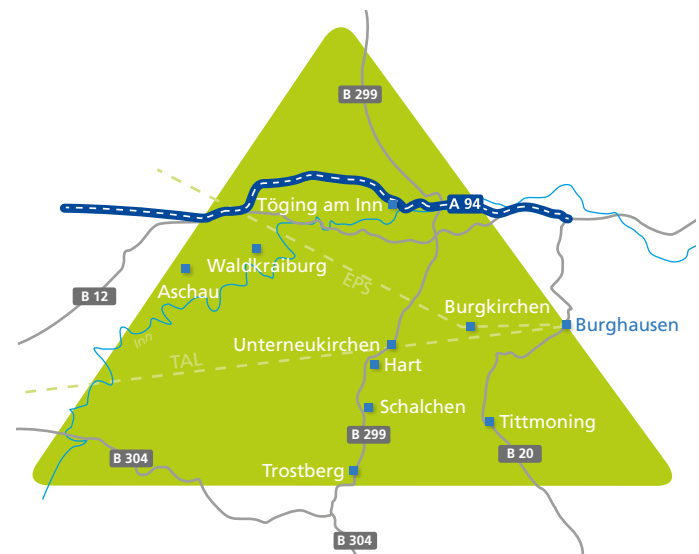 B 299
A 94
Töging am Inn
Waldkraiburg
EPS
Aschau
B 12
Burgkirchen
Burghausen
Inn
Unterneukirchen
TAL
Hart
Schalchen
Tittmoning
B 299
B 304
B 20
Trostberg
B 304